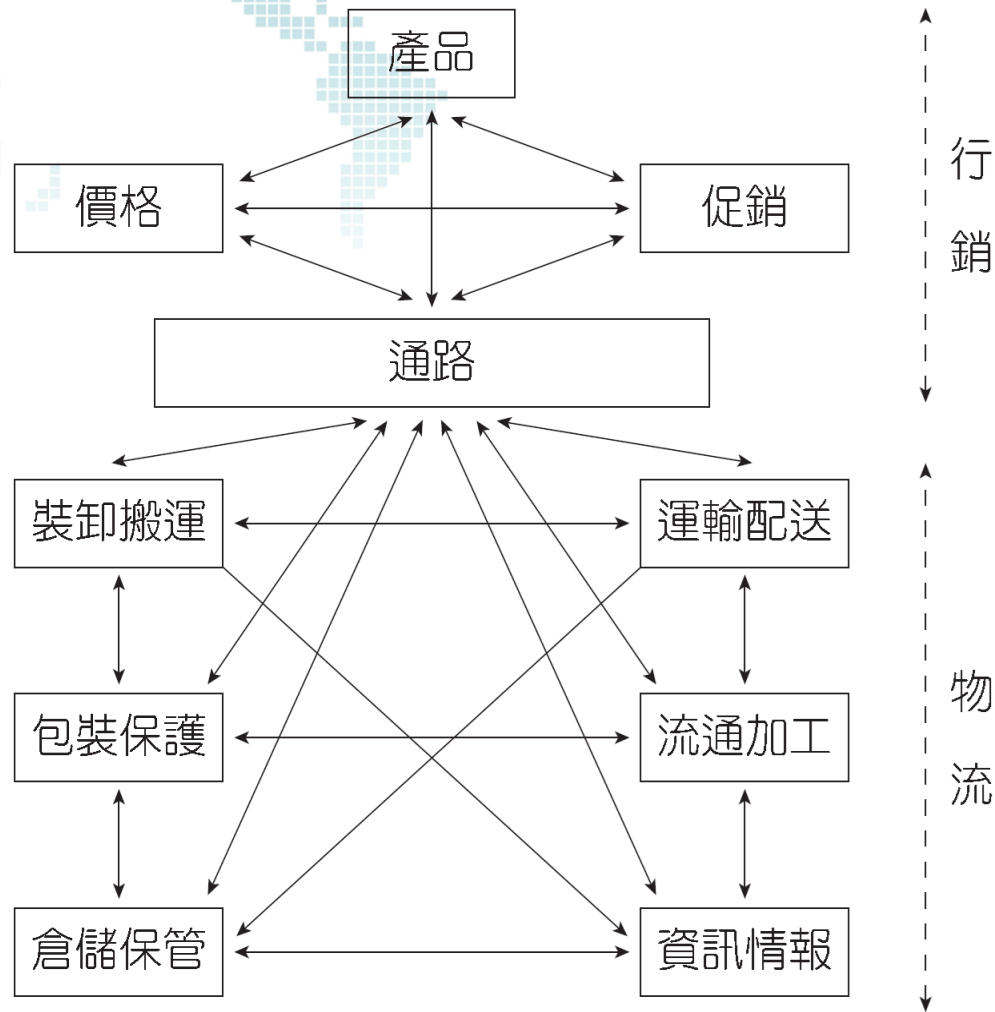 產品
價格
促銷
通路
裝卸搬運
運輸配送
包裝保護
流通加工
倉儲保管
資訊情報
行銷
物流